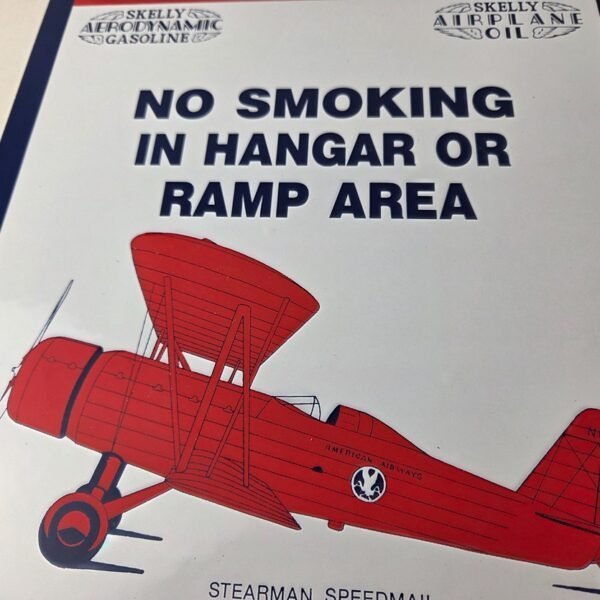 SKELLY
AERODYNAMIC
GASOLINE
SKELLY
AIRPLANE
OIL
NO SMOKING
IN HANGAR OR
RAMP AREA
AMERICAN AIRWAYS
STEARMAN SPEEDMAIL